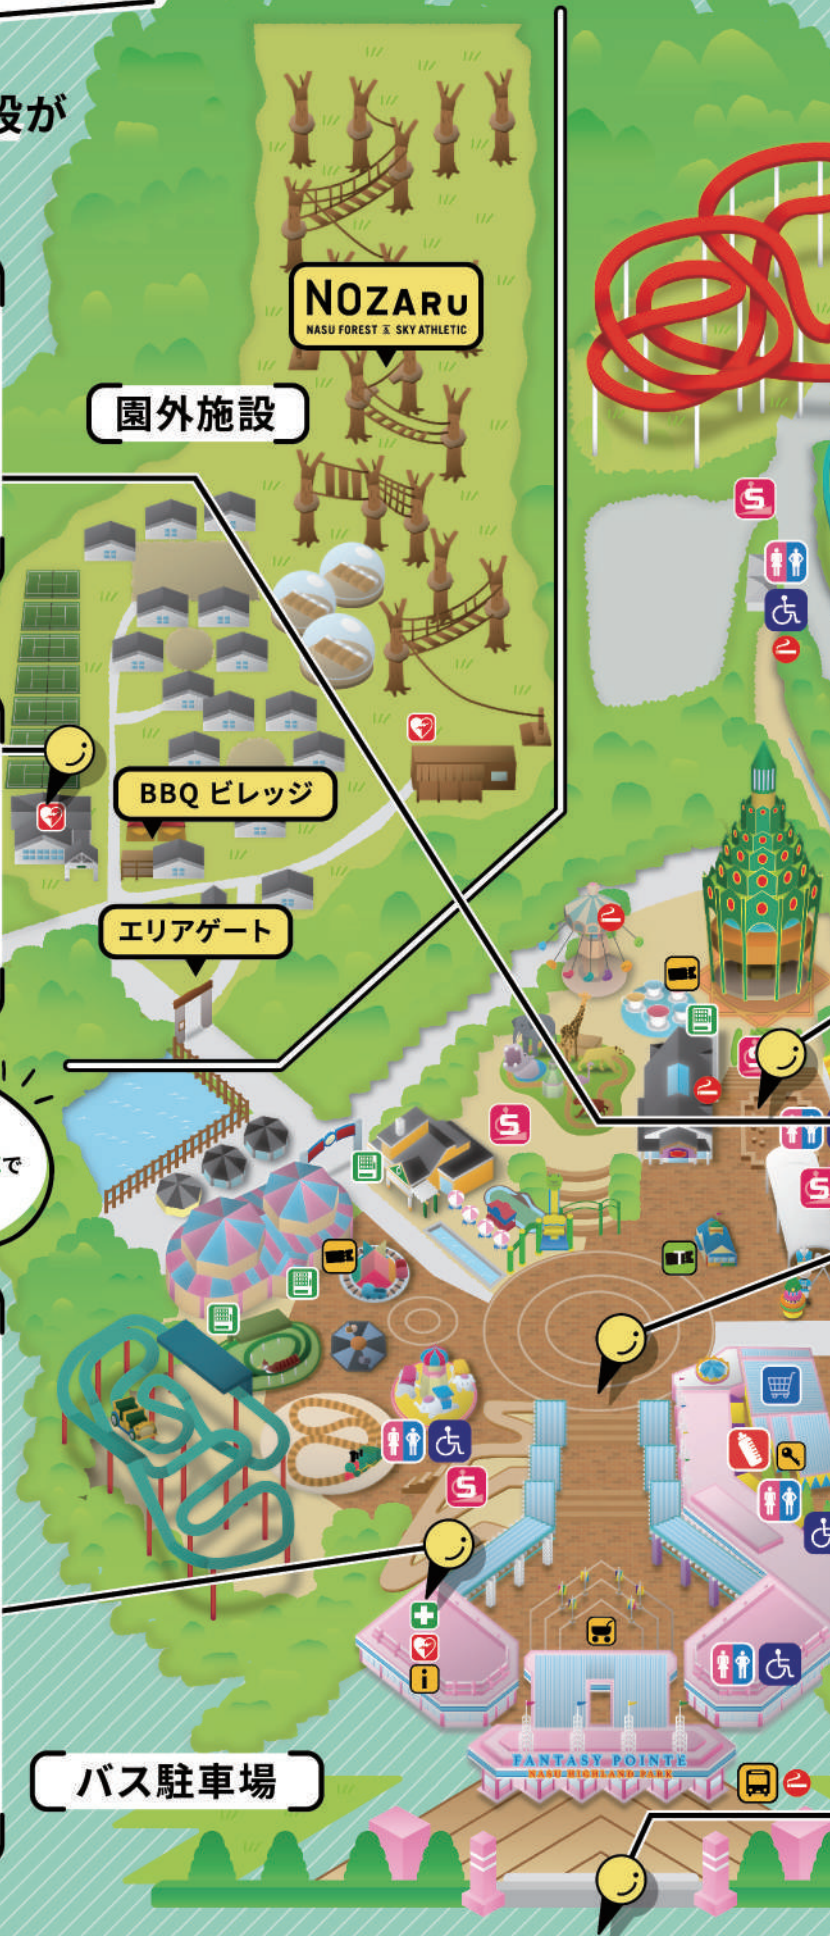 設が
NOZARU
NASU FOREST & SKY ATHLETIC
園外施設
BBQ ビレッジ
エリアゲート
で
FANTASY POINTE
NASU HIGHLAND PARK
バス駐車場